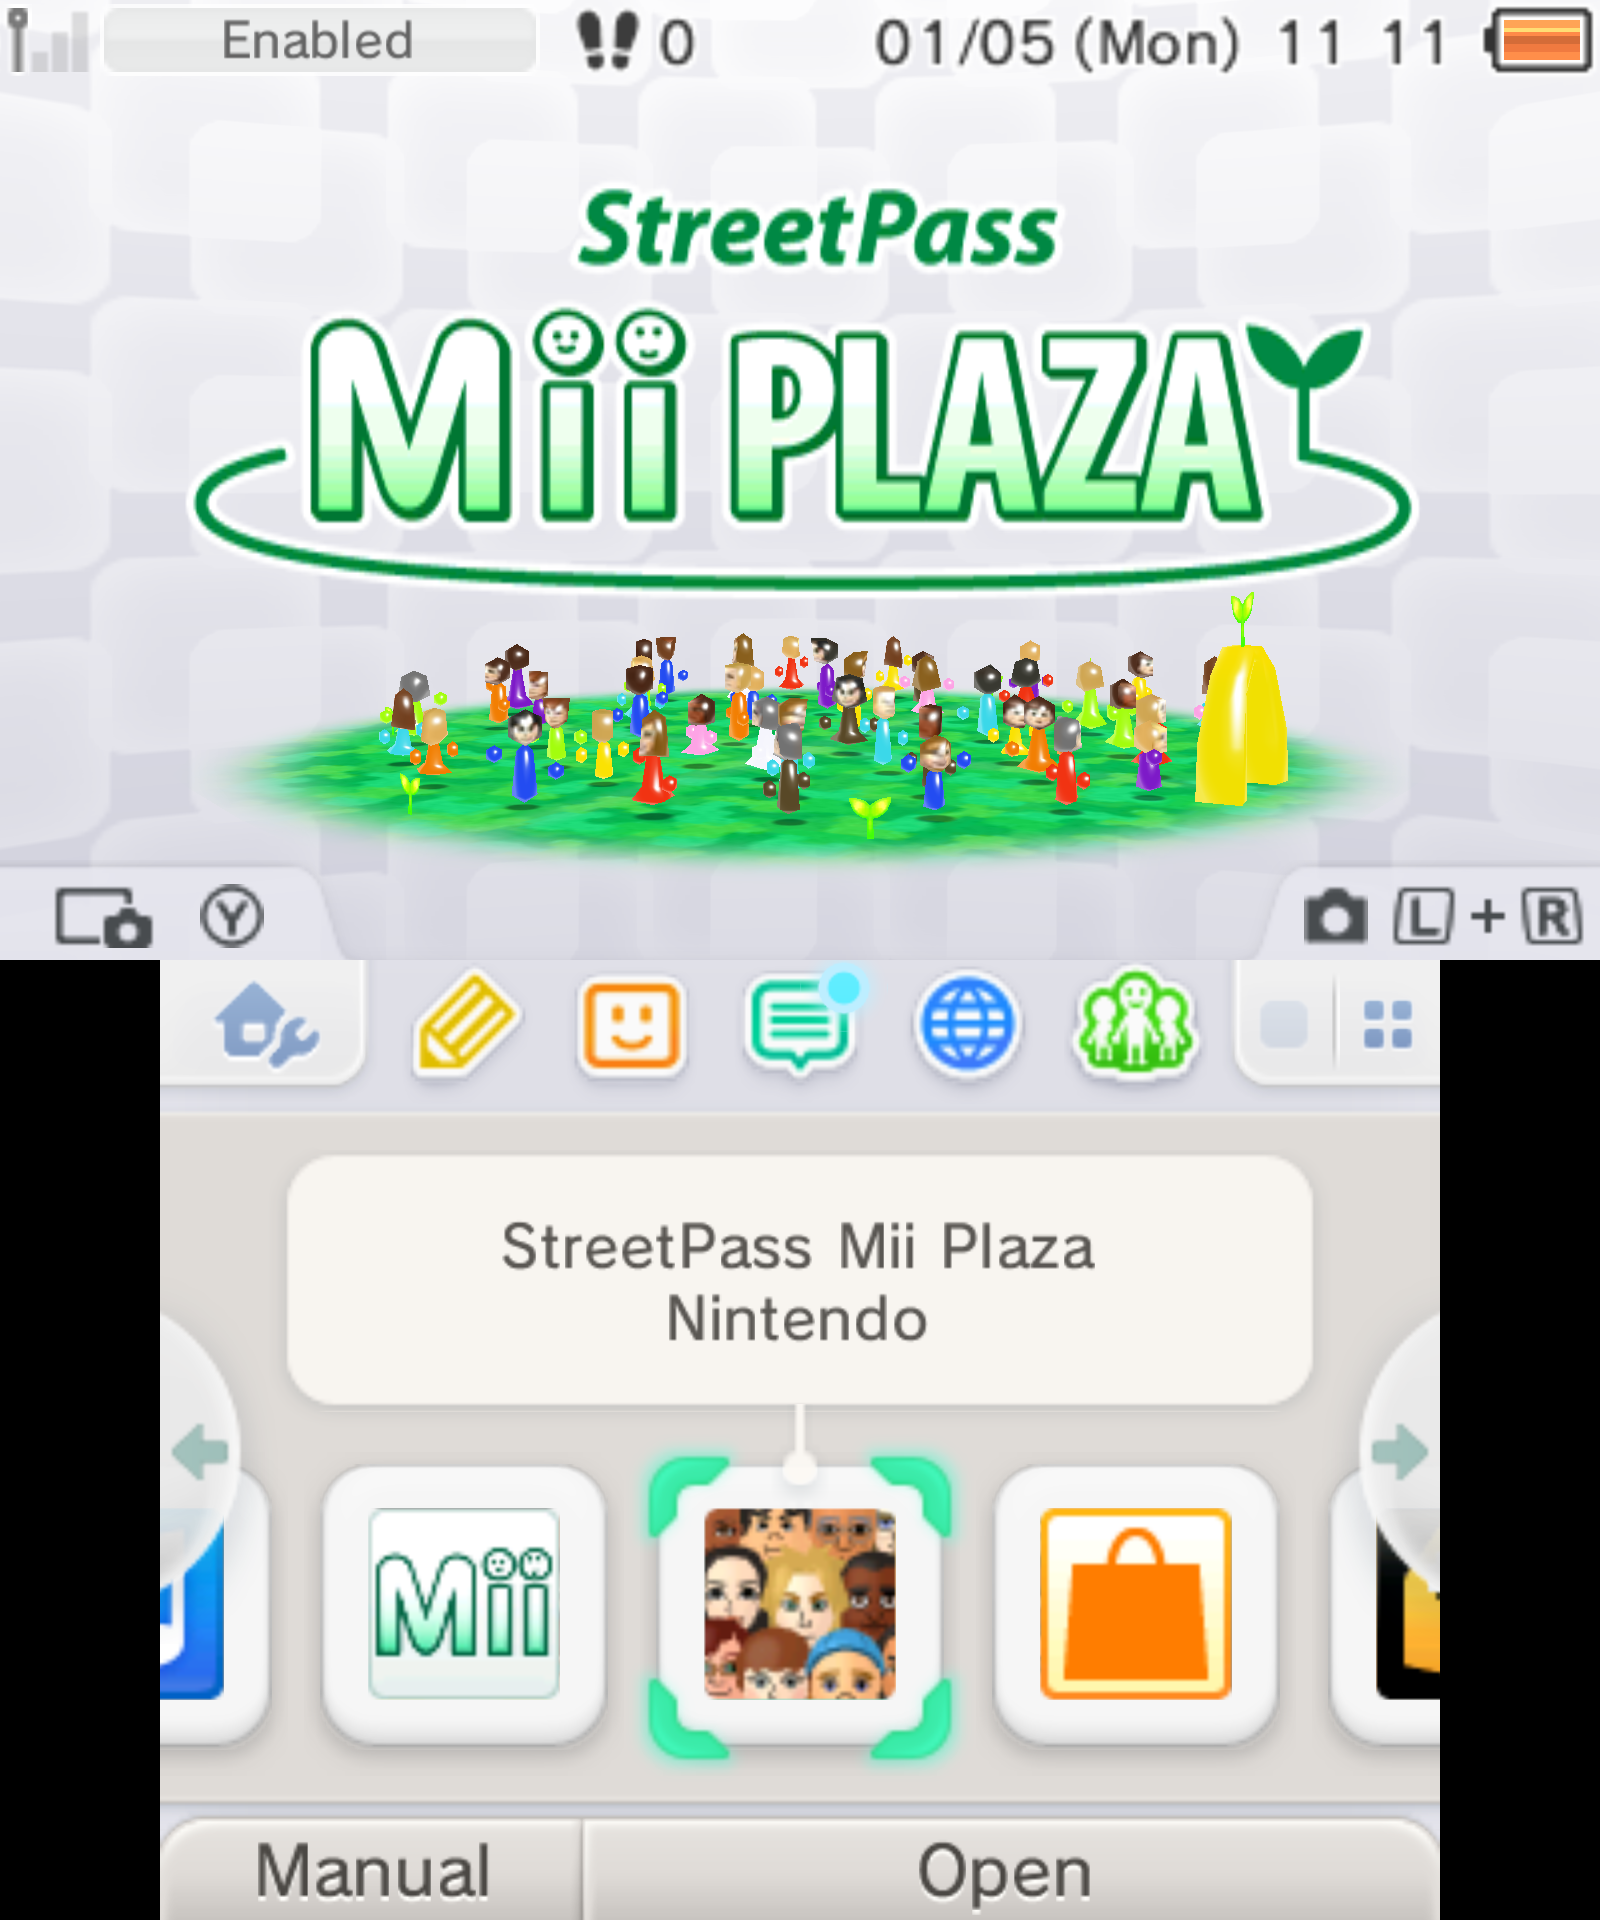 Enabled 0 01/05 (Mon) 11 11
StreetPass
Mii PLAZA
Y L + R
StreetPass Mii Plaza
Nintendo
Mii
Manual Open